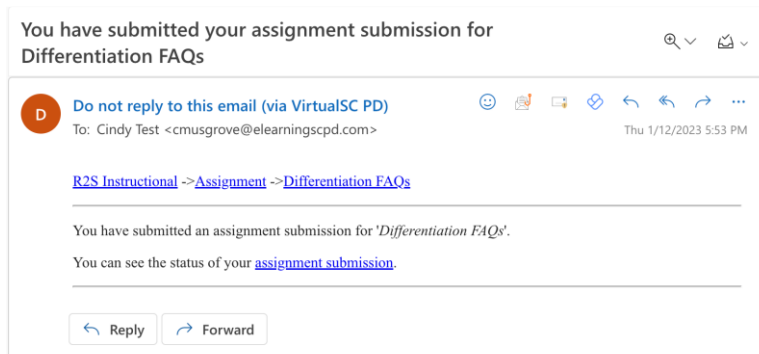 You have submitted your assignment submission for
Differentiation FAQs
D
Do not reply to this email (via VirtualSC PD)
To: Cindy Test <cmusgrove@elearningscpd.com>
Thu 1/12/2023 5:53 PM
R2S Instructional ->Assignment ->Differentiation FAQs
You have submitted an assignment submission for 'Differentiation FAQs'.
You can see the status of your assignment submission.
Reply Forward